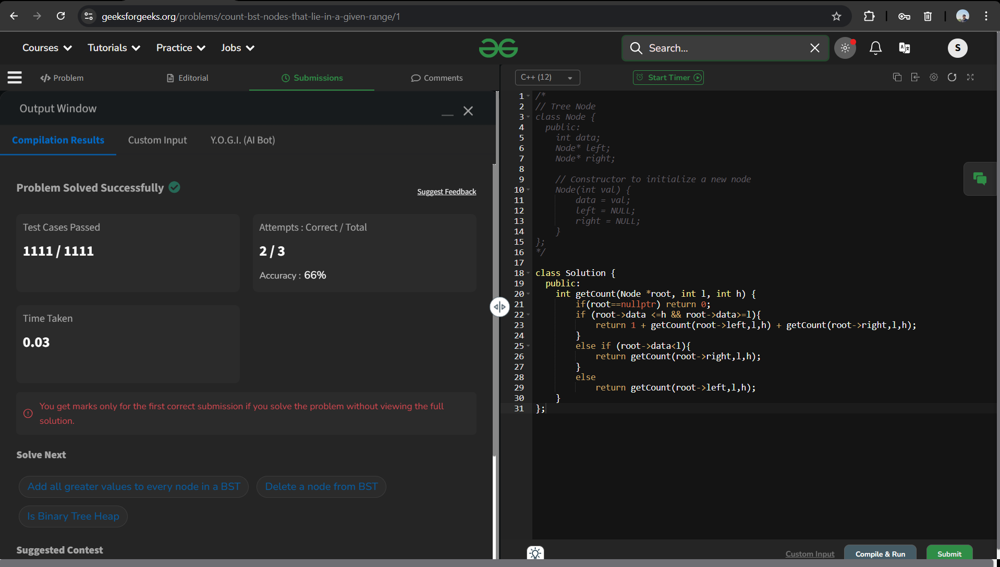 geeksforgeeks.org/problems/count-bst-nodes-that-lie-in-a-given-range/1
Courses Tutorials Practice Jobs Search... S
</> Problem Editorial Submissions Comments
Output Window
Compilation Results Custom Input Y.O.G.I. (AI Bot)
Problem Solved Successfully
Suggest Feedback
Test Cases Passed
1111 / 1111
Attempts : Correct / Total
2 / 3
Accuracy : 66%
Time Taken
0.03
You get marks only for the first correct submission if you solve the problem without viewing the full
solution.
Solve Next
Add all greater values to every node in a BST Delete a node from BST
Is Binary Tree Heap
Suggested Contest
C++ (12) Start Timer
1 /*
2 // Tree Node
3 class Node {
4   public:
5     int data;
6     Node* left;
7     Node* right;
8
9     // Constructor to initialize a new node
10     Node(int val) {
11         data = val;
12         left = NULL;
13         right = NULL;
14     }
15 };
16 */
17
18 class Solution {
19   public:
20     int getCount(Node *root, int l, int h) {
21         if(root==nullptr) return 0;
22         if (root->data <=h && root->data>=l){
23             return 1 + getCount(root->left,l,h) + getCount(root->right,l,h);
24         }
25         else if (root->data<l){
26             return getCount(root->right,l,h);
27         }
28         else
29             return getCount(root->left,l,h);
30     }
31 };
Custom Input Compile & Run Submit